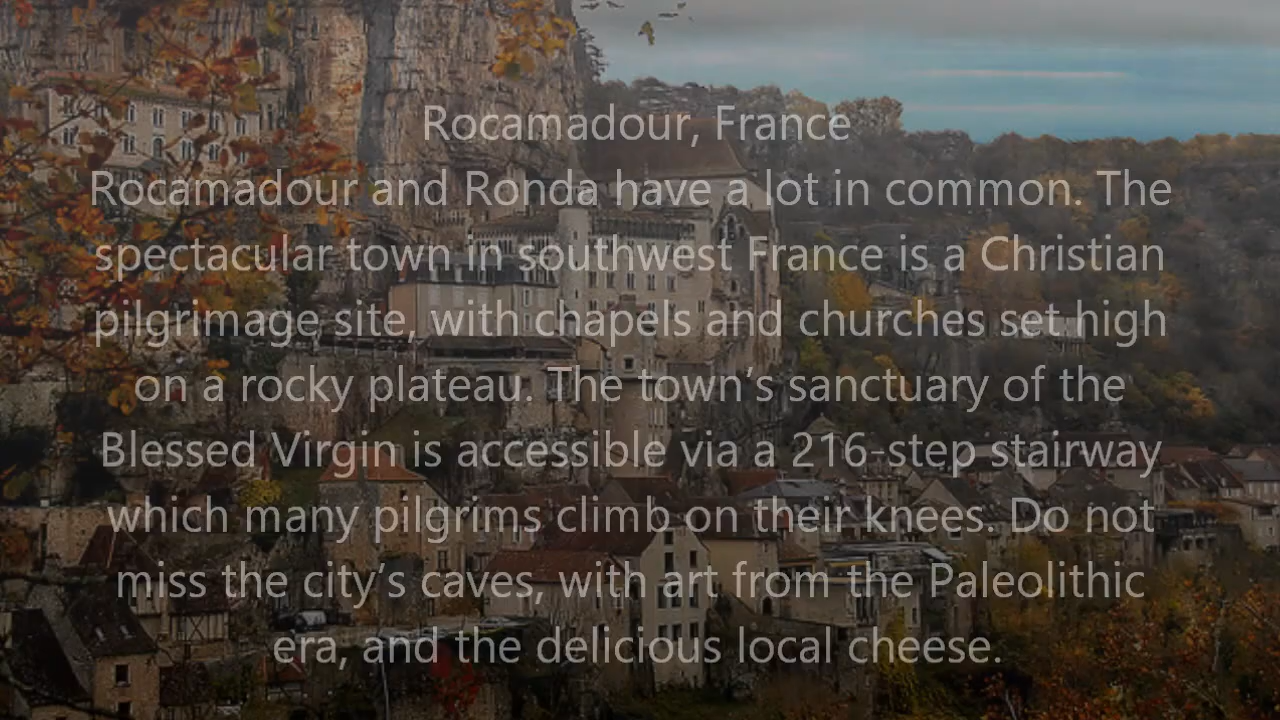 Rocamadour, France
Rocamadour and Ronda have a lot in common. The
spectacular town in southwest France is a Christian
pilgrimage site, with chapels and churches set high
on a rocky plateau. The town’s sanctuary of the
Blessed Virgin is accessible via a 216-step stairway
which many pilgrims climb on their knees. Do not
miss the city’s caves, with art from the Paleolithic
era, and the delicious local cheese.